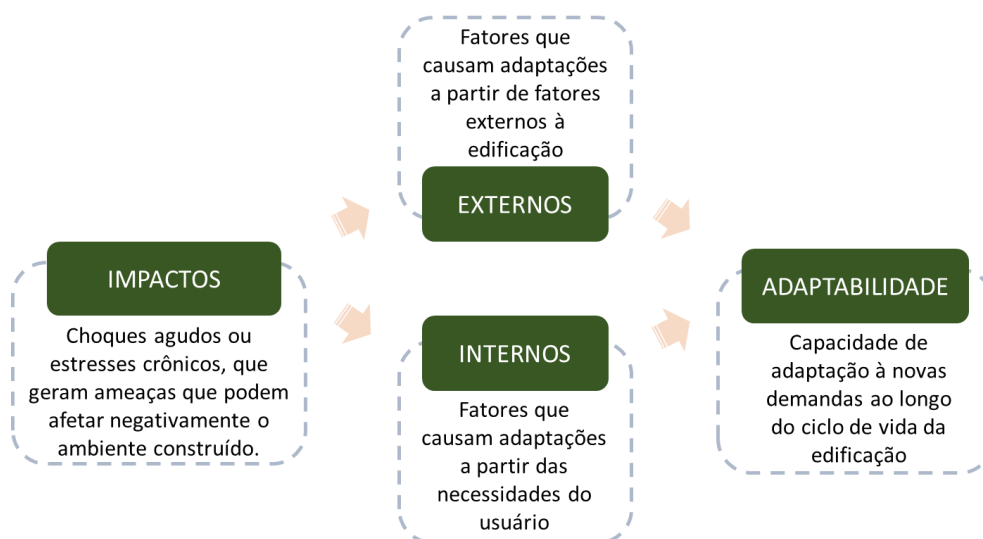 IMPACTOS
Choques agudos ou
estresses crônicos, que
geram ameaças que podem
afetar negativamente o
ambiente construído.
Fatores que
causam adaptações
a partir de fatores
externos à
edificação
EXTERNOS
INTERNOS
Fatores que
causam adaptações
a partir das
necessidades do
usuário
ADAPTABILIDADE
Capacidade de
adaptação à novas
demandas ao longo
do ciclo de vida da
edificação